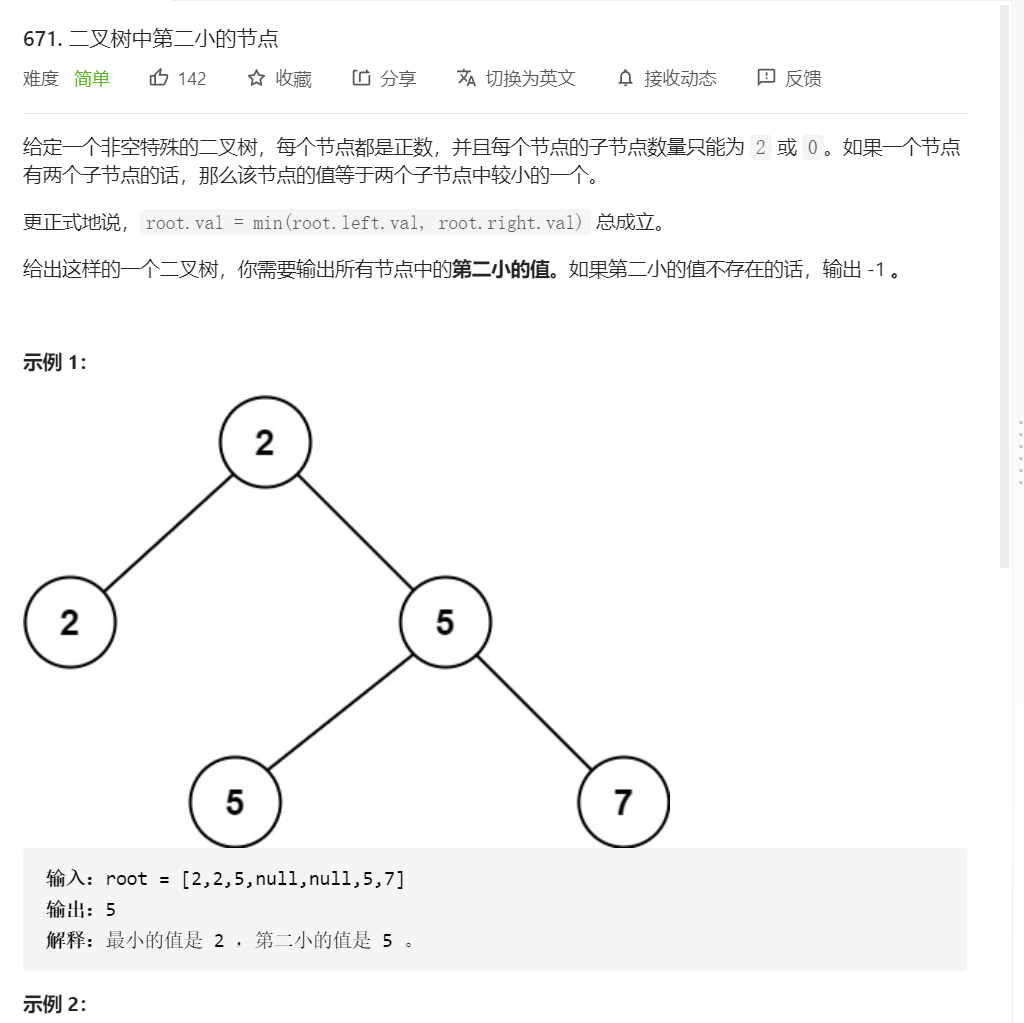 671. 二叉树中第二小的节点
难度 简单 142 收藏 分享 切换为英文 接收动态 反馈
给定一个非空特殊的二叉树，每个节点都是正数，并且每个节点的子节点数量只能为 2 或 0 。如果一个节点
有两个子节点的话，那么该节点的值等于两个子节点中较小的一个。
更正式地说，root.val = min(root.left.val, root.right.val) 总成立。
给出这样的一个二叉树，你需要输出所有节点中的第二小的值。如果第二小的值不存在的话，输出 -1 。
示例 1：
2
2 5
5 7
输入：root = [2,2,5,null,null,5,7]
输出：5
解释：最小的值是 2 ，第二小的值是 5 。
示例 2：